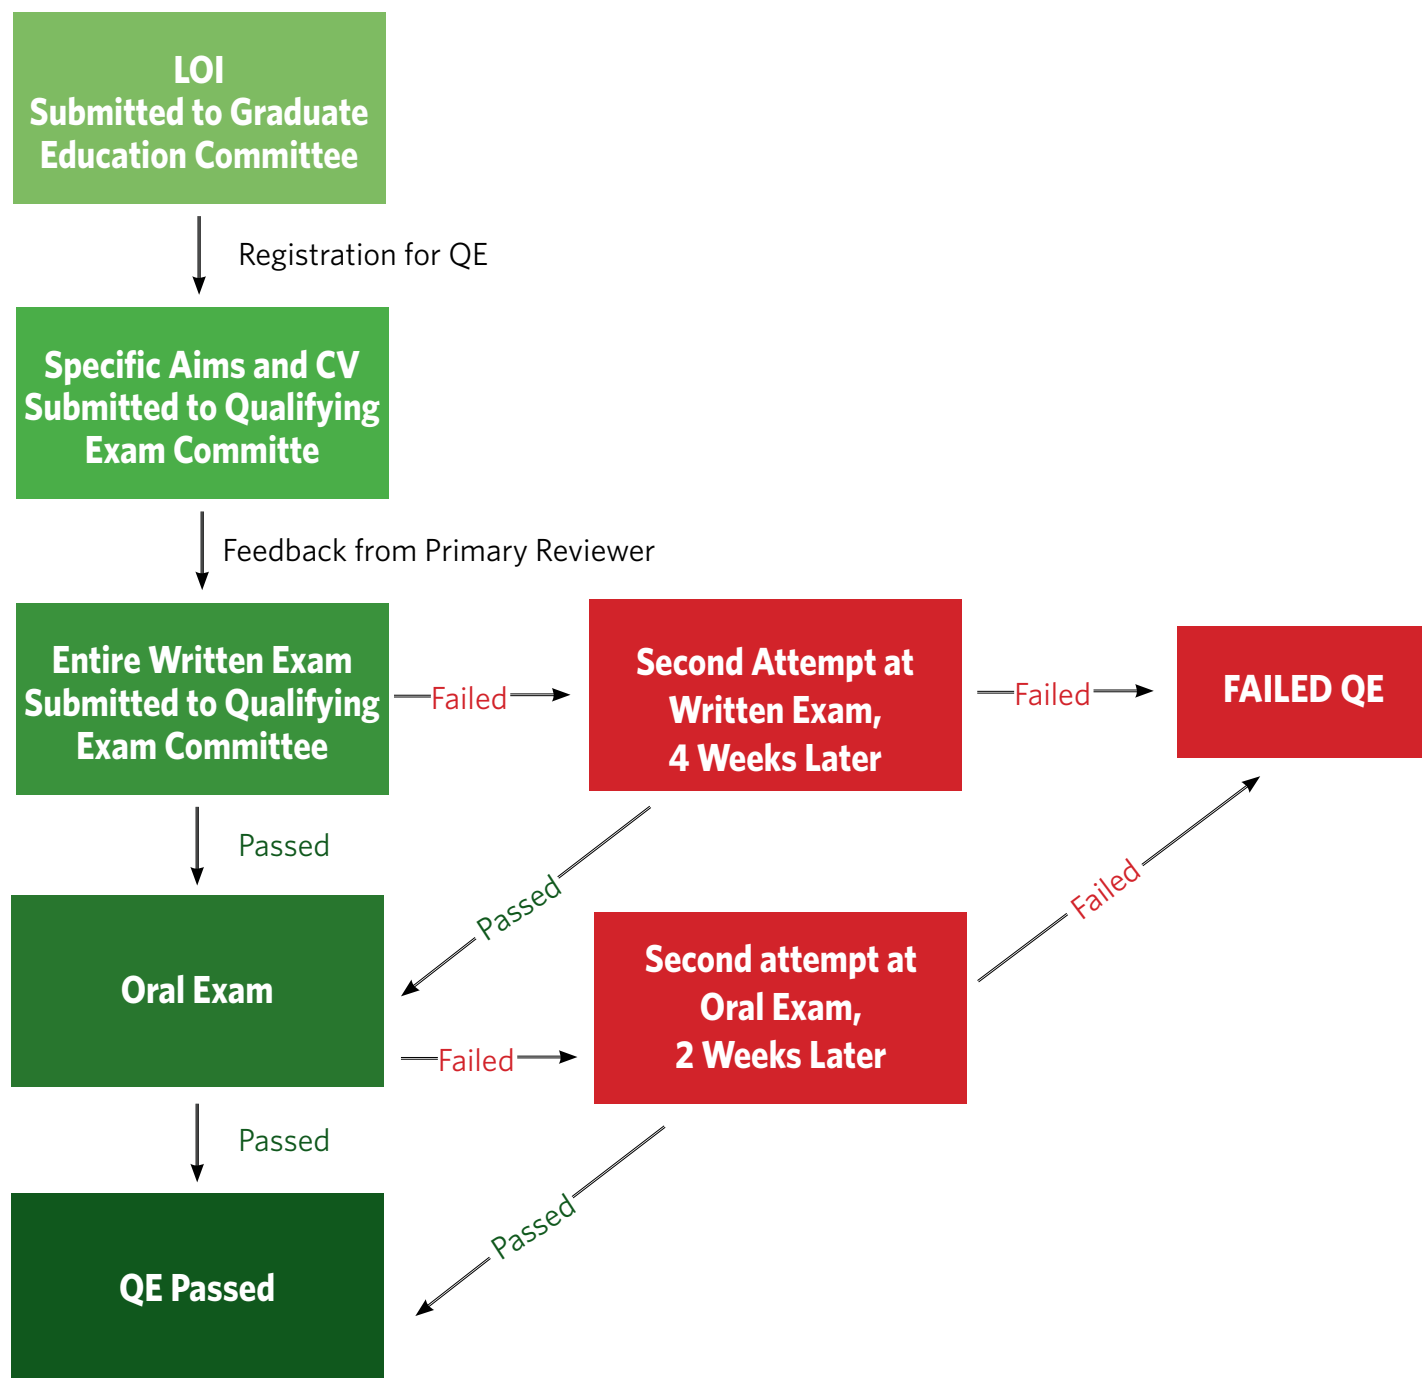 LOI
Submitted to Graduate
Education Committee
Registration for QE
Specific Aims and CV
Submitted to Qualifying
Exam Committe
Feedback from Primary Reviewer
Entire Written Exam
Submitted to Qualifying
Exam Committee
Failed
Second Attempt at
Written Exam,
4 Weeks Later
Failed
FAILED QE
Passed
Passed
Failed
Oral Exam
Failed
Second attempt at
Oral Exam,
2 Weeks Later
Passed
Passed
QE Passed